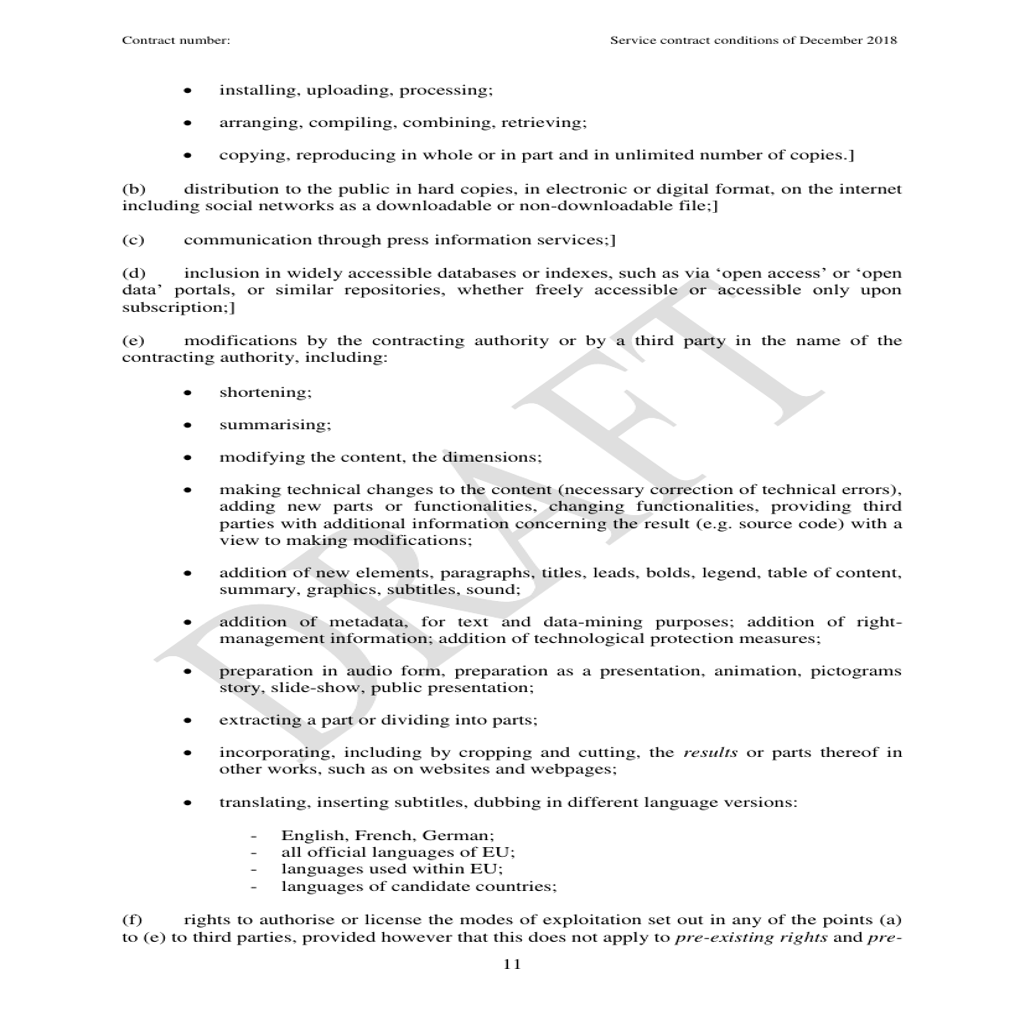 Contract number: Service contract conditions of December 2018
• installing, uploading, processing;
• arranging, compiling, combining, retrieving;
• copying, reproducing in whole or in part and in unlimited number of copies.]
(b) distribution to the public in hard copies, in electronic or digital format, on the internet
including social networks as a downloadable or non-downloadable file;]
(c) communication through press information services;]
(d) inclusion in widely accessible databases or indexes, such as via ‘open access’ or ‘open
data’ portals, or similar repositories, whether freely accessible or accessible only upon
subscription;]
(e) modifications by the contracting authority or by a third party in the name of the
contracting authority, including:
• shortening;
• summarising;
• modifying the content, the dimensions;
• making technical changes to the content (necessary correction of technical errors),
adding new parts or functionalities, changing functionalities, providing third
parties with additional information concerning the result (e.g. source code) with a
view to making modifications;
• addition of new elements, paragraphs, titles, leads, bolds, legend, table of content,
summary, graphics, subtitles, sound;
• addition of metadata, for text and data-mining purposes; addition of right-
management information; addition of technological protection measures;
• preparation in audio form, preparation as a presentation, animation, pictograms
story, slide-show, public presentation;
• extracting a part or dividing into parts;
• incorporating, including by cropping and cutting, the results or parts thereof in
other works, such as on websites and webpages;
• translating, inserting subtitles, dubbing in different language versions:
- English, French, German;
- all official languages of EU;
- languages used within EU;
- languages of candidate countries;
(f) rights to authorise or license the modes of exploitation set out in any of the points (a)
to (e) to third parties, provided however that this does not apply to pre-existing rights and pre-
11
DRAFT